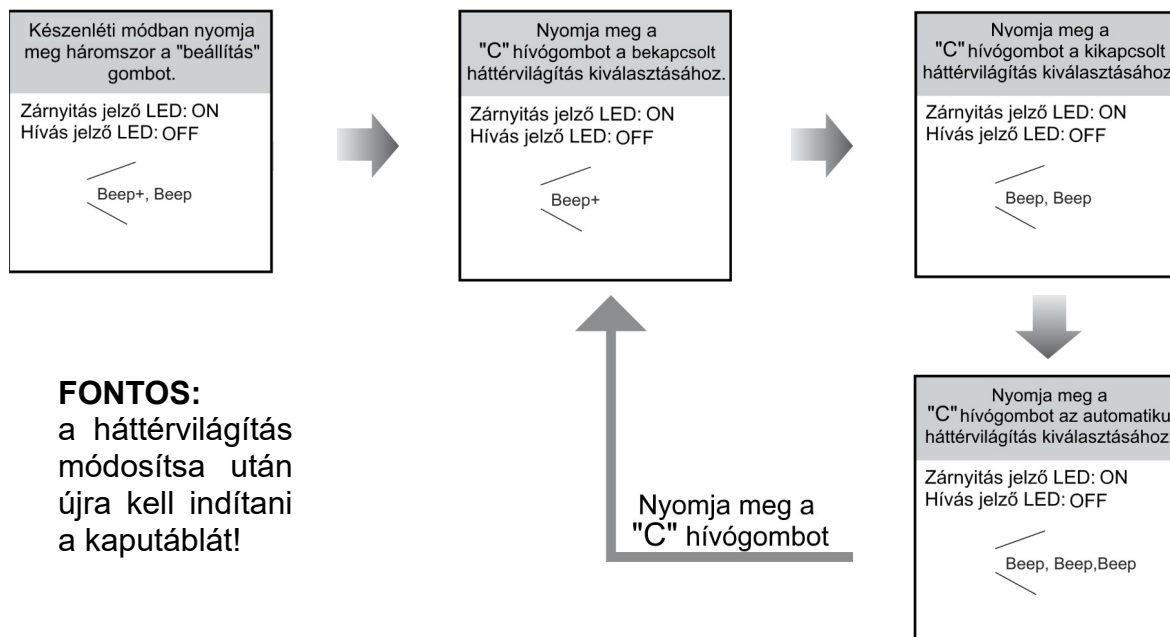 Készenléti módban nyomja
meg háromszor a "beállítás"
gombot.
Zárnyitás jelző LED: ON
Hívás jelző LED: OFF
Beep+, Beep
Nyomja meg a
"C" hívógombot a bekapcsolt
háttérvilágítás kiválasztásához.
Zárnyitás jelző LED: ON
Hívás jelző LED: OFF
Beep+
Nyomja meg a
"C" hívógombot a kikapcsolt
háttérvilágítás kiválasztásához
Zárnyitás jelző LED: ON
Hívás jelző LED: OFF
Beep, Beep
Nyomja meg a
"C" hívógombot az automatiku
háttérvilágítás kiválasztásához
Zárnyitás jelző LED: ON
Hívás jelző LED: OFF
Beep, Beep,Beep
Nyomja meg a
"C" hívógombot
FONTOS:
a háttérvilágítás
módosítsa után
újra kell indítani
a kaputáblát!